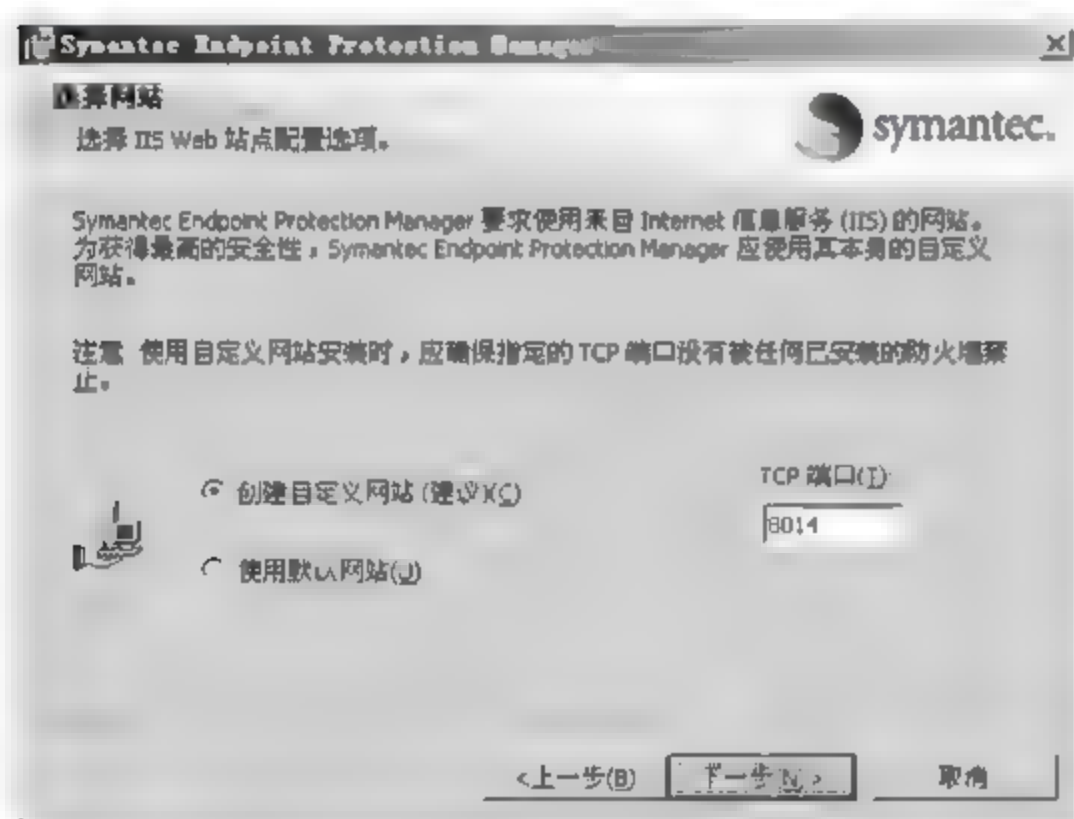 Symantec Endpoint Protection Manager
选择网站
选择 IIS Web 站点配置选项。
symantec.
Symantec Endpoint Protection Manager 要求使用来自 Internet 信息服务 (IIS) 的网站。
为获得最高的安全性，Symantec Endpoint Protection Manager 应使用其本身的自定义
网站。
注意 使用自定义网站安装时，应确保指定的 TCP 端口没有被任何已安装的防火墙禁
止。
创建自定义网站 (建议)(C)
TCP 端口(T):
8014
使用默认网站(U)
<上一步(B)
下一步(N) >
取消